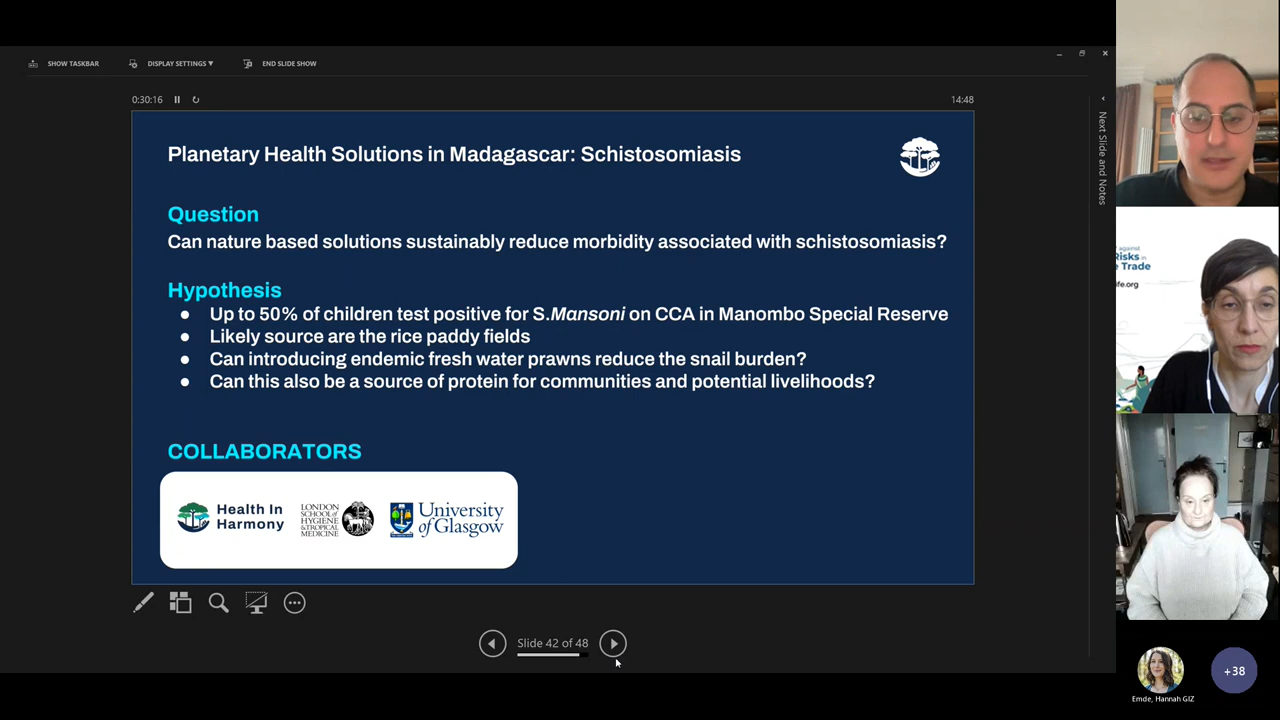 SHOW TASKBAR
DISPLAY SETTINGS ▼
END SLIDE SHOW
0:30:16
14:48
Planetary Health Solutions in Madagascar: Schistosomiasis
Question
Can nature based solutions sustainably reduce morbidity associated with schistosomiasis?
Hypothesis
● Up to 50% of children test positive for S.Mansoni on CCA in Manombo Special Reserve
● Likely source are the rice paddy fields
● Can introducing endemic fresh water prawns reduce the snail burden?
● Can this also be a source of protein for communities and potential livelihoods?
COLLABORATORS
Health In
Harmony
LONDON
SCHOOL of
HYGIENE
&TROPICAL
MEDICINE
University
of Glasgow
Slide 42 of 48
Next Slide and Notes
against
Risks in
e Trade
ife.org
Emde, Hannah GIZ
+38